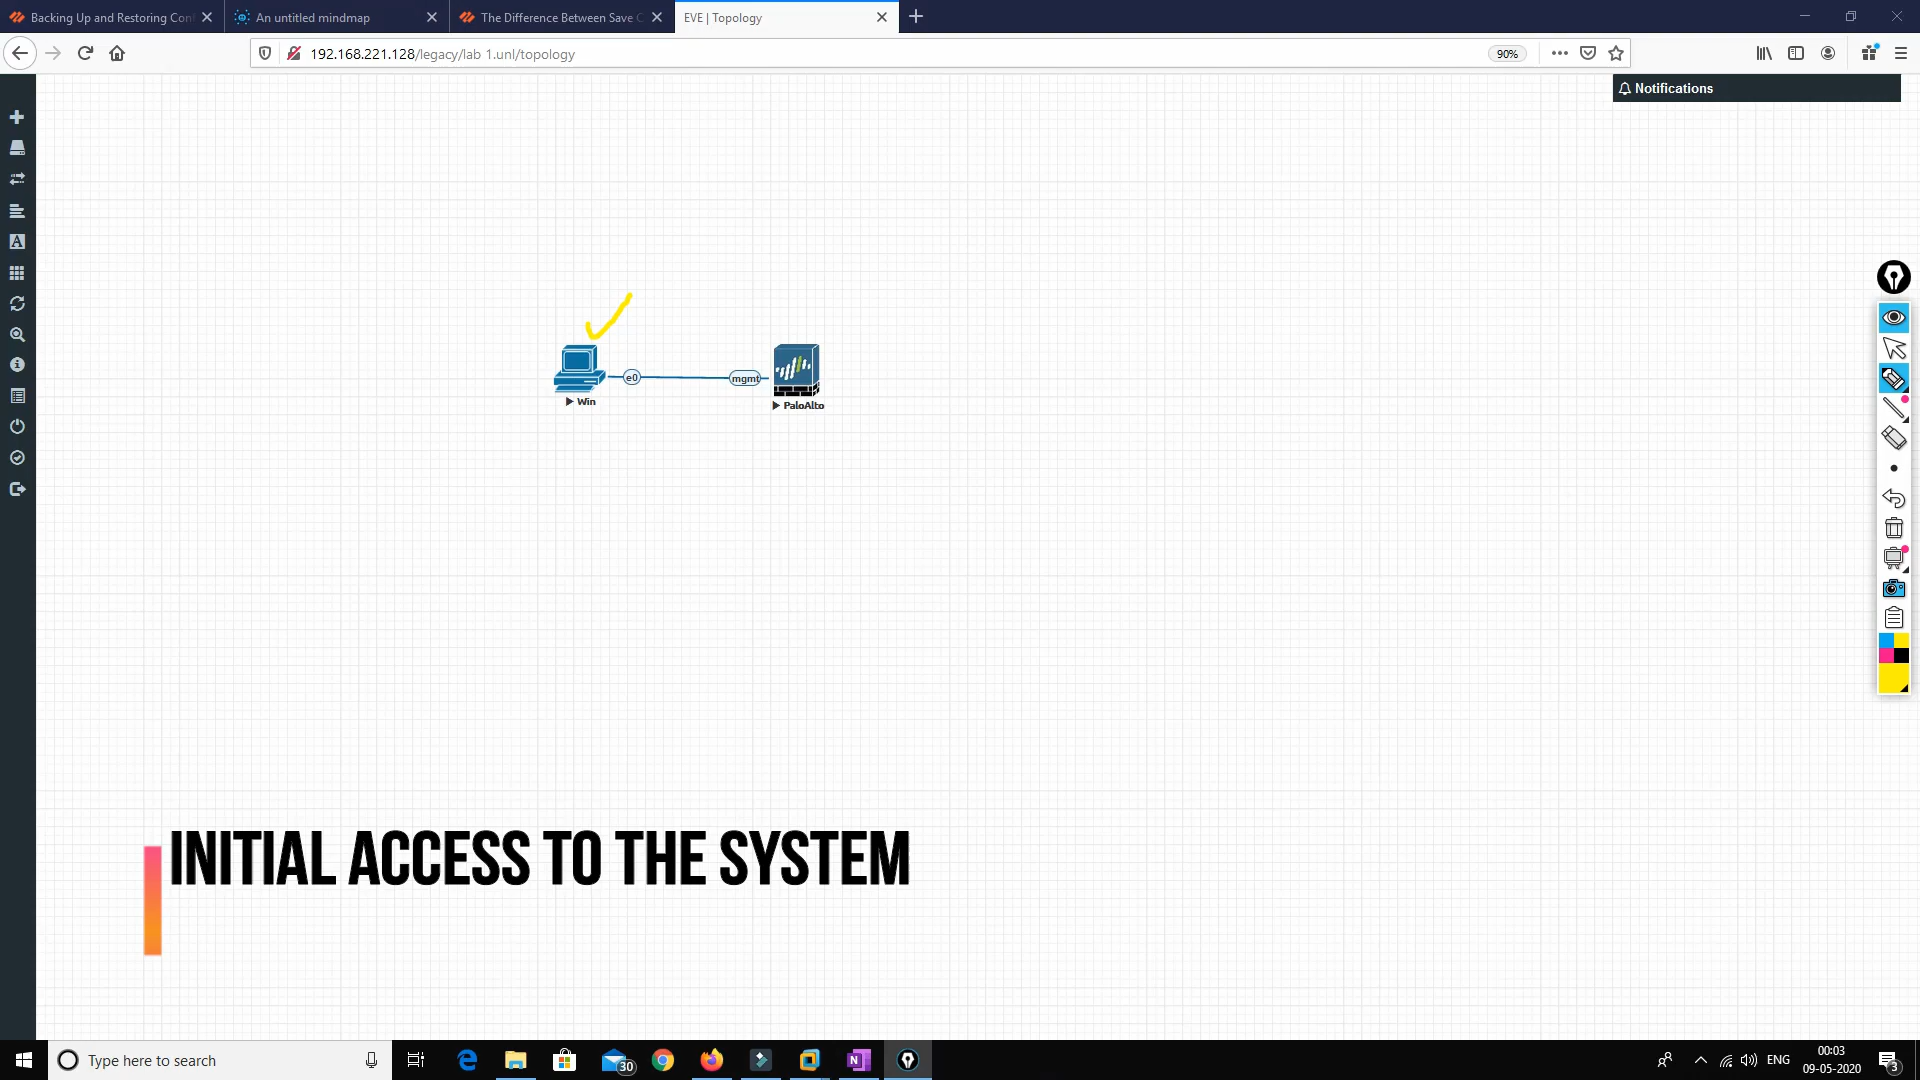 Backing Up and Restoring Conf
An untitled mindmap
The Difference Between Save C
EVE | Topology
192.168.221.128/legacy/lab 1.unl/topology
90%
Notifications
e0
mgmt
Win
PaloAlto
INITIAL ACCESS TO THE SYSTEM
Type here to search
30
N
ENG
00:03
09-05-2020
3